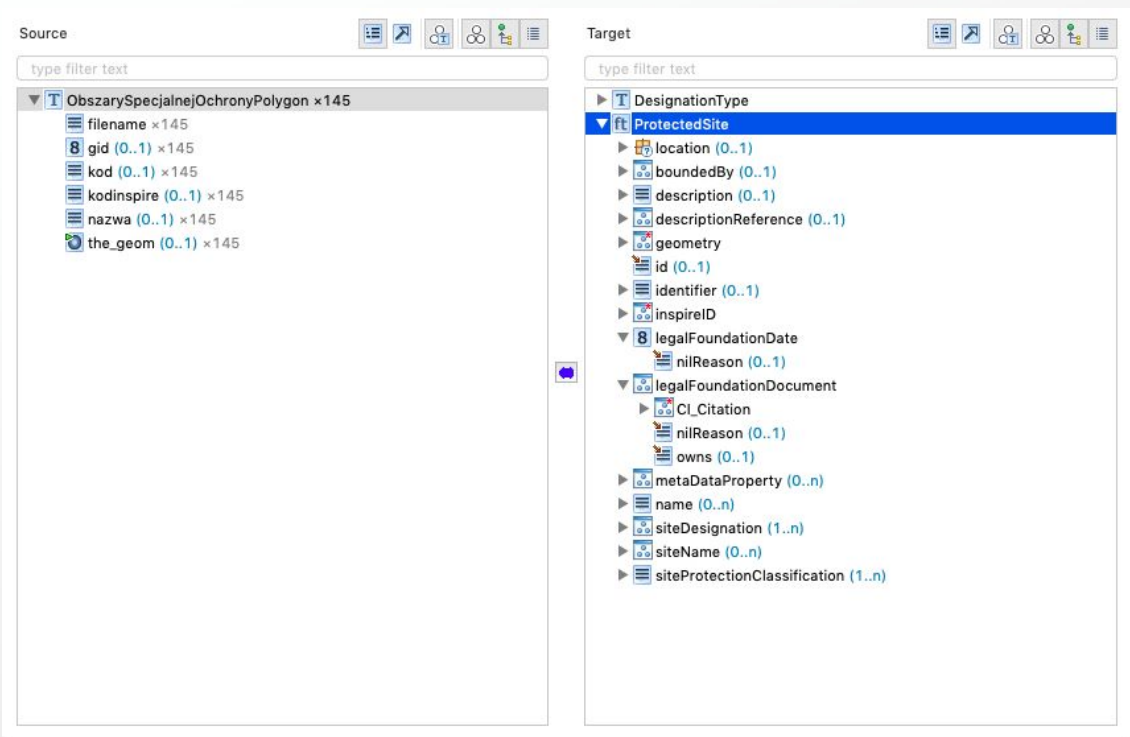 Source
type filter text
ObszarySpecjalnejOchronyPolygon ×145
filename ×145
gid (0..1) ×145
kod (0..1) ×145
kodinspire (0..1) ×145
nazwa (0..1) ×145
the_geom (0..1) ×145
Target
type filter text
DesignationType
ProtectedSite
location (0..1)
boundedBy (0..1)
description (0..1)
descriptionReference (0..1)
geometry
id (0..1)
identifier (0..1)
inspireID
legalFoundationDate
nilReason (0..1)
legalFoundationDocument
CI_Citation
nilReason (0..1)
owns (0..1)
metaDataProperty (0..n)
name (0..n)
siteDesignation (1..n)
siteName (0..n)
siteProtectionClassification (1..n)